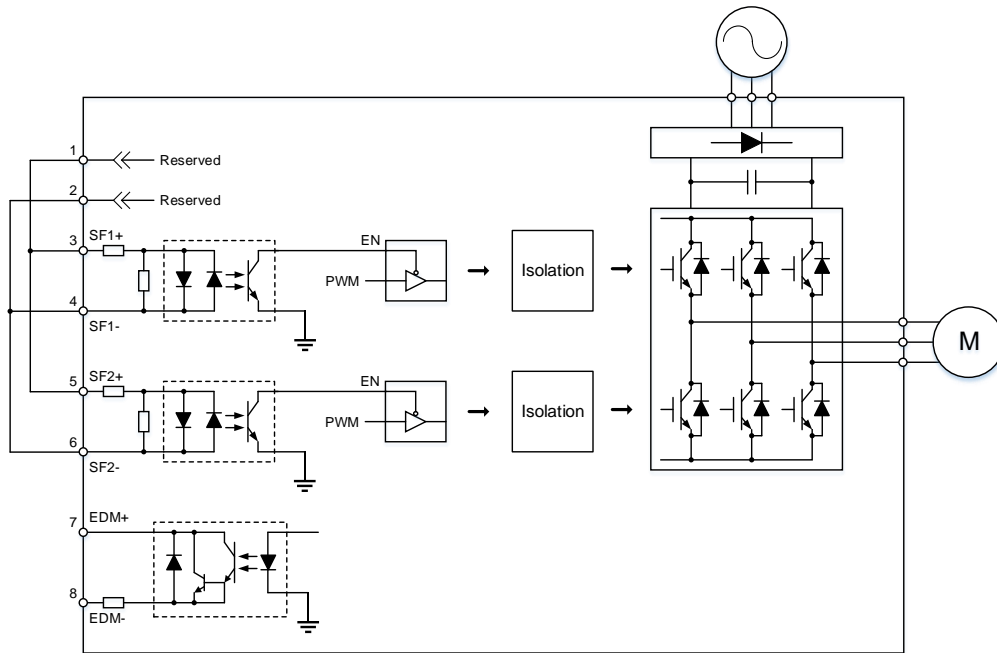 1
Reserved
2
Reserved
3
SF1+
EN
PWM
Isolation
4
SF1-
M
5
SF2+
EN
PWM
Isolation
6
SF2-
7
EDM+
8
EDM-